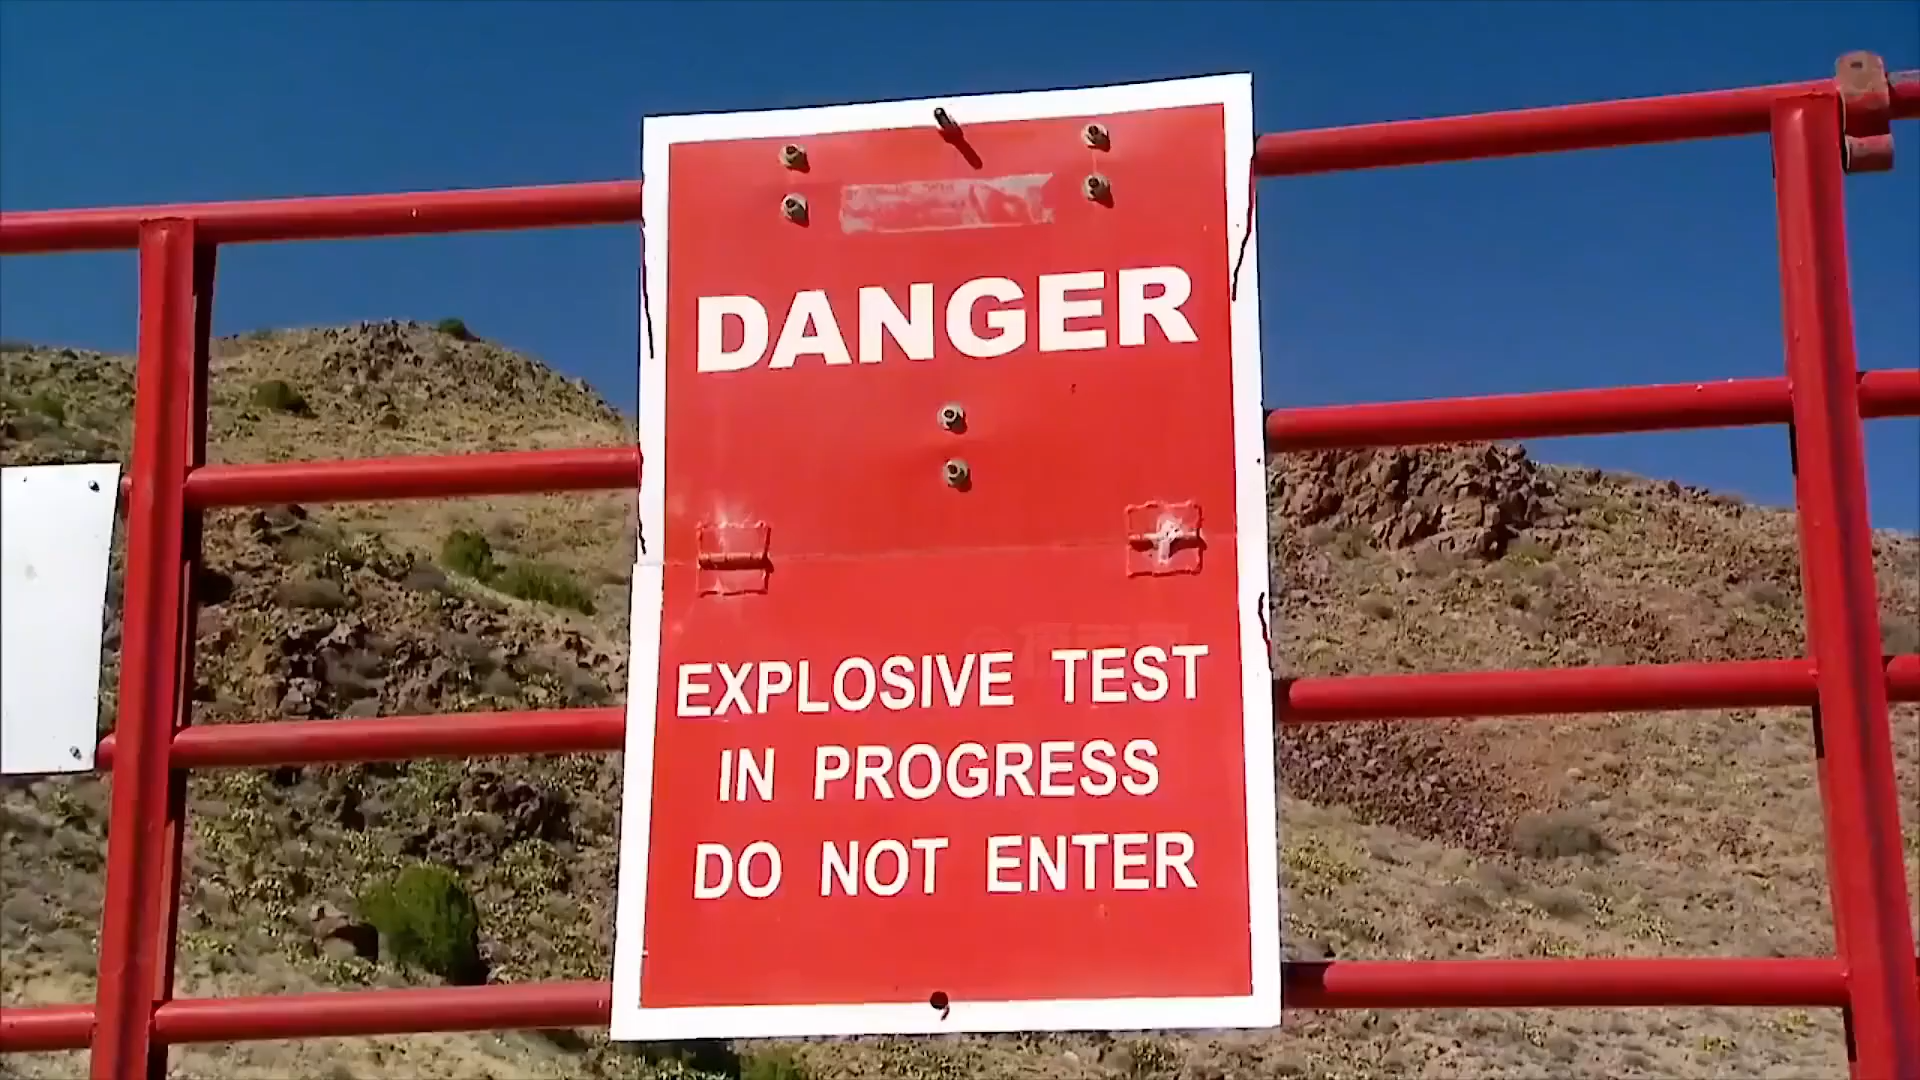 DANGER
EXPLOSIVE TEST
IN PROGRESS
DO NOT ENTER